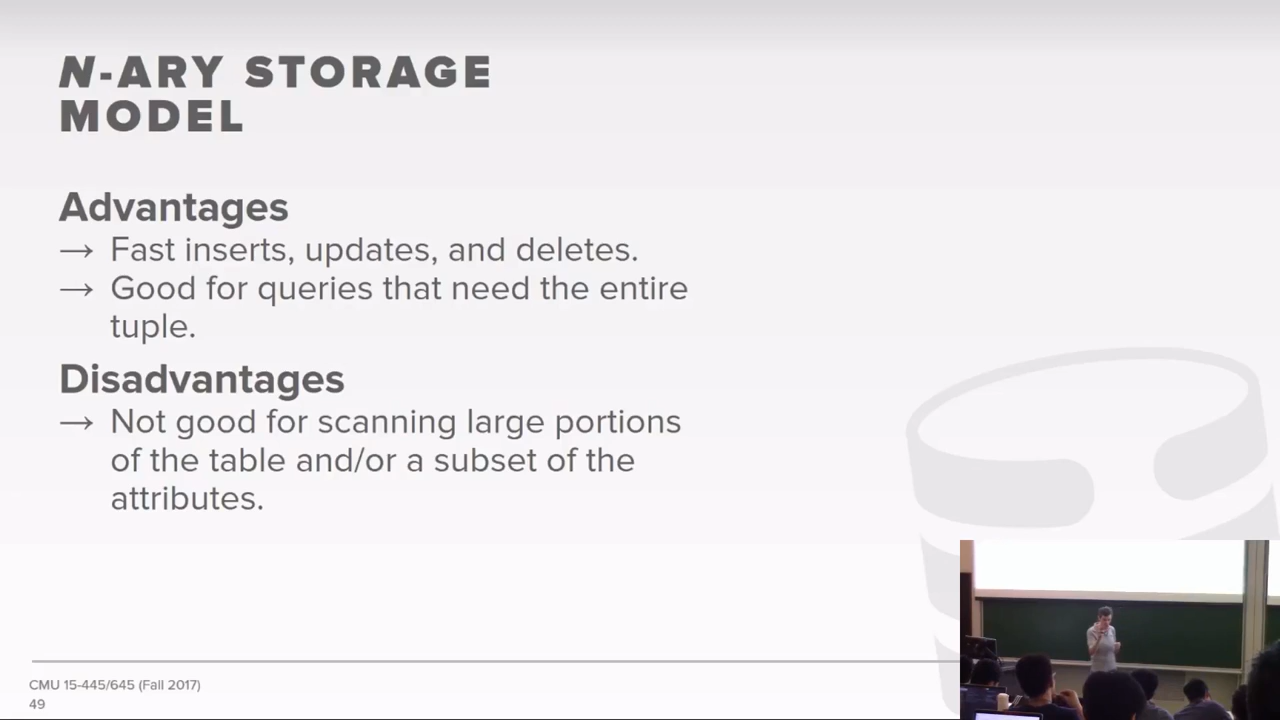 N-ARY STORAGE
MODEL
Advantages
→ Fast inserts, updates, and deletes.
→ Good for queries that need the entire
tuple.
Disadvantages
→ Not good for scanning large portions
of the table and/or a subset of the
attributes.
CMU 15-445/645 (Fall 2017)
49